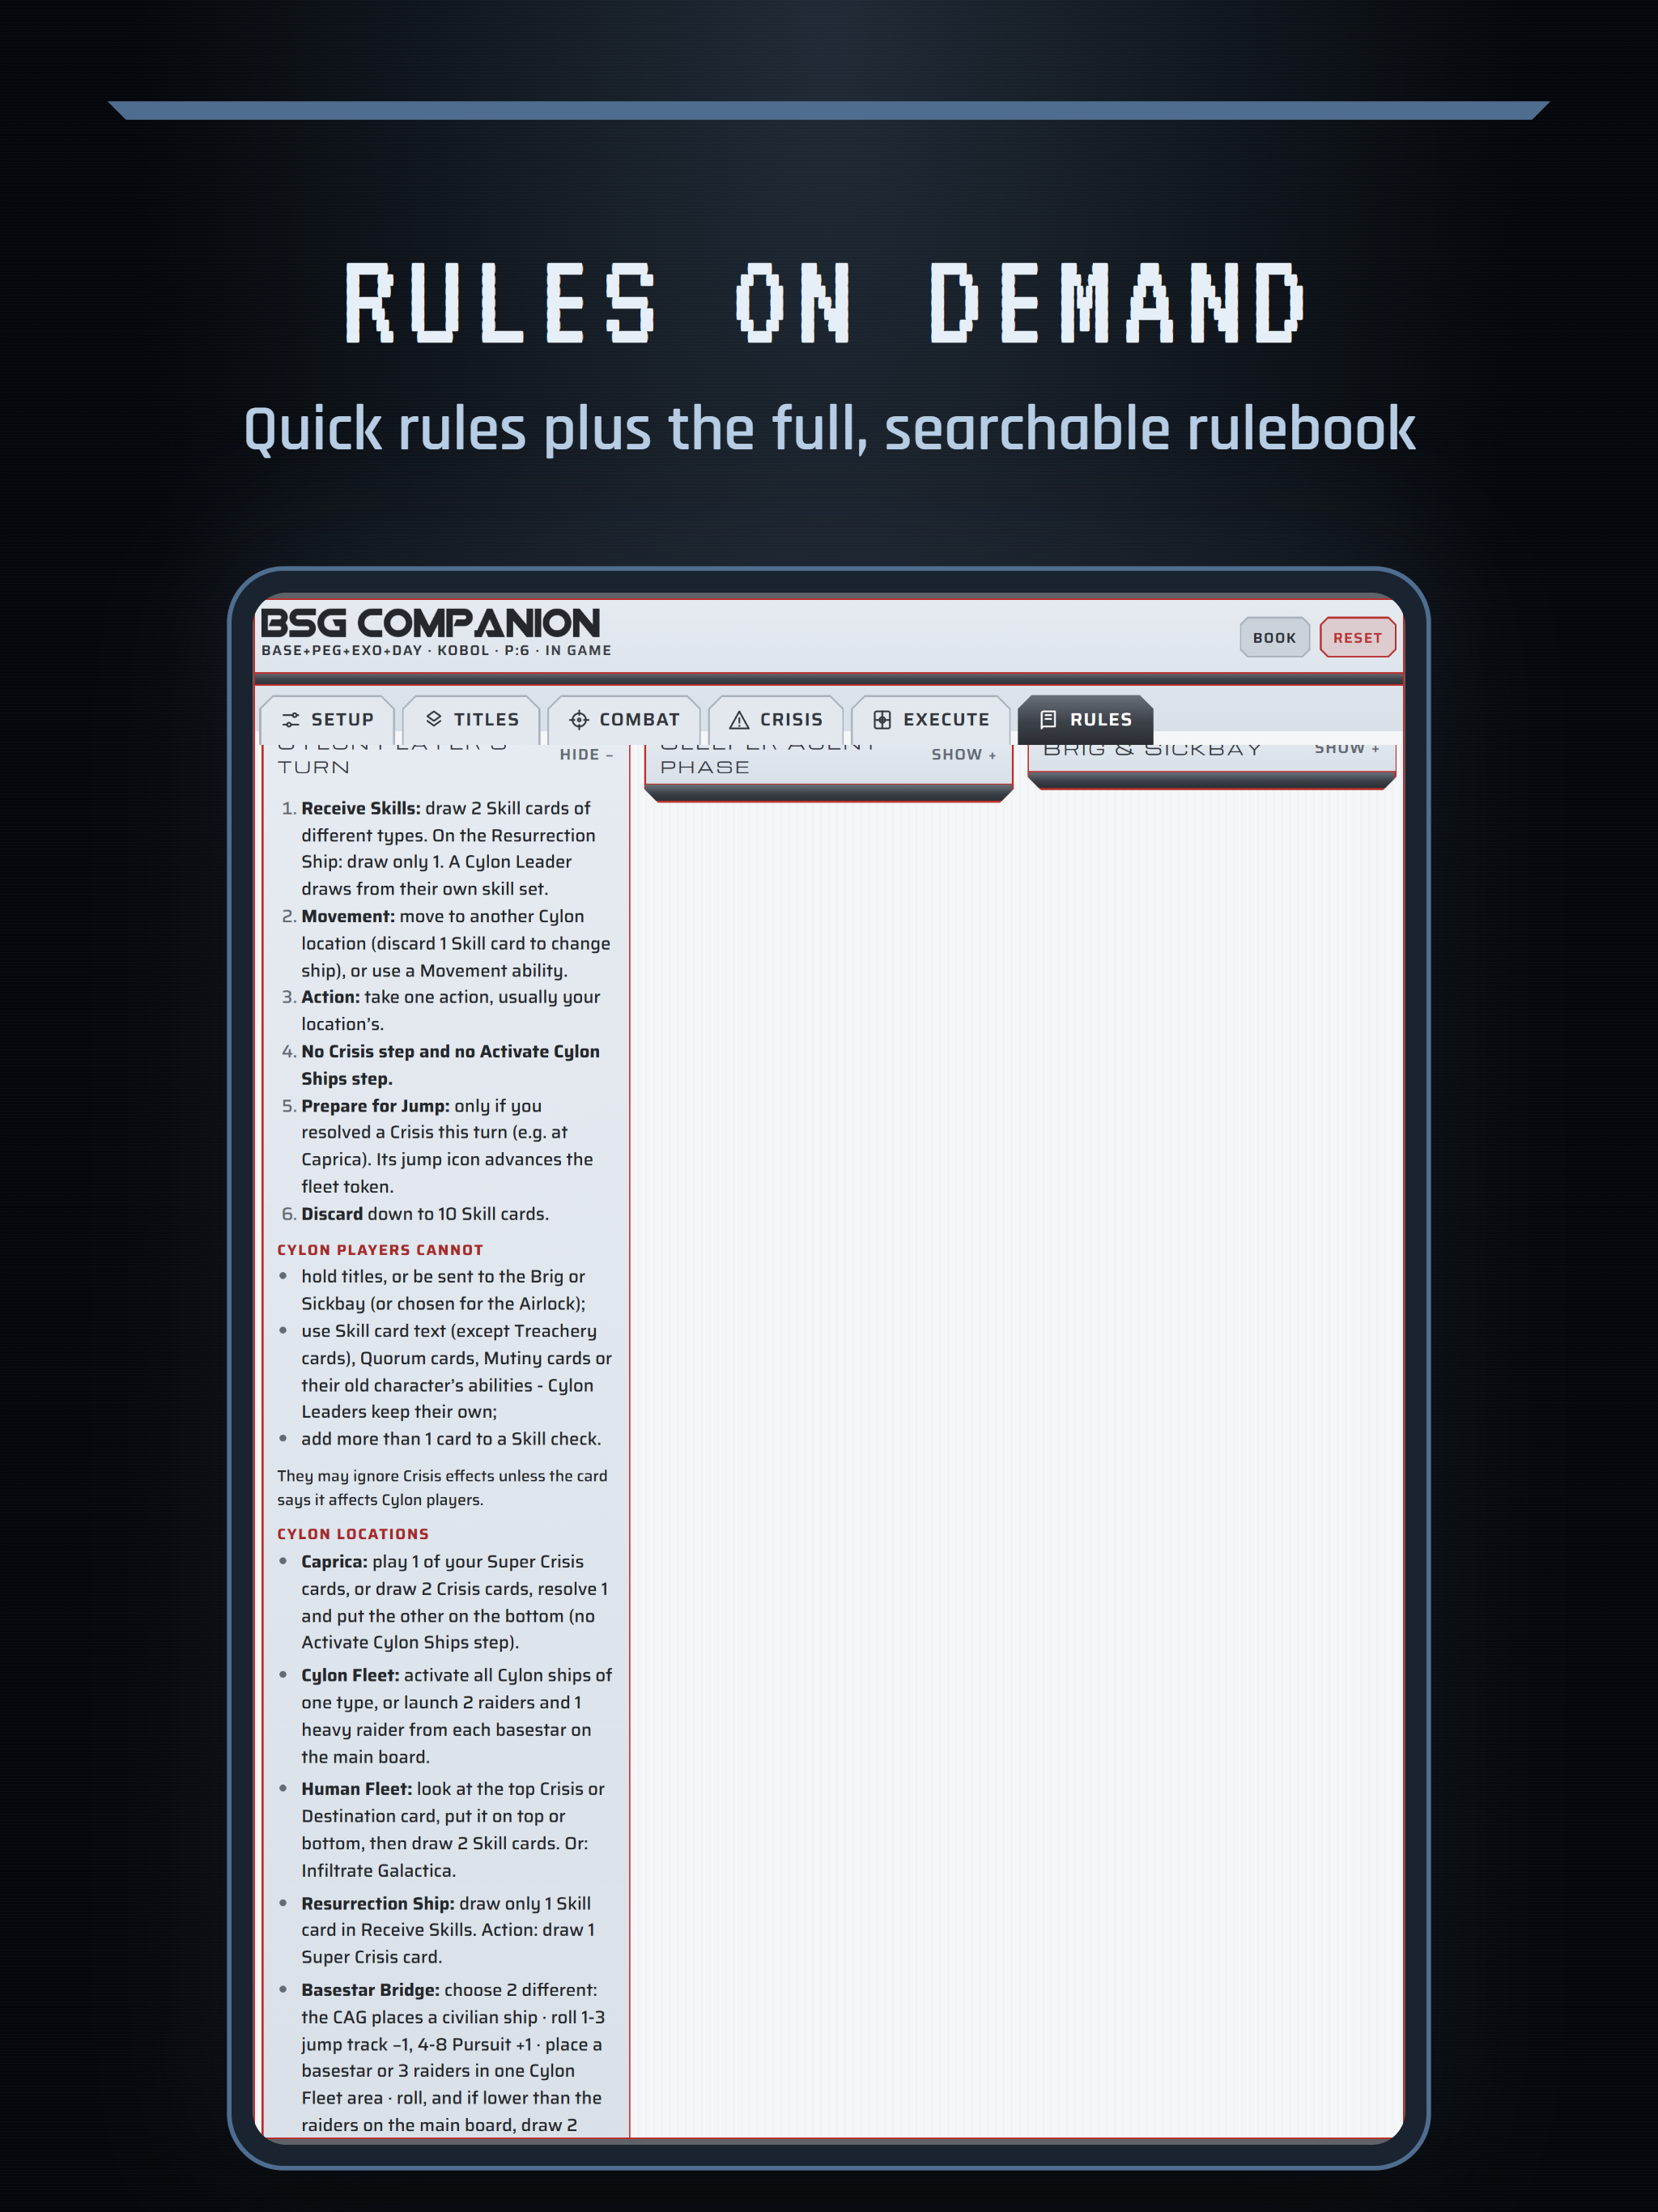 RULES ON DEMAND
Quick rules plus the full, searchable rulebook
BSG COMPANION
BASE+PEG+EXO+DAY · KOBOL · P:6 · IN GAME
BOOK
RESET
SETUP
TITLES
COMBAT
CRISIS
EXECUTE
RULES
CYLON PLAYER'S
TURN
HIDE –
SLEEPER AGENT
PHASE
SHOW +
BRIG & SICKBAY
SHOW +
1. Receive Skills: draw 2 Skill cards of
different types. On the Resurrection
Ship: draw only 1. A Cylon Leader
draws from their own skill set.
2. Movement: move to another Cylon
location (discard 1 Skill card to change
ship), or use a Movement ability.
3. Action: take one action, usually your
location's.
4. No Crisis step and no Activate Cylon
Ships step.
5. Prepare for Jump: only if you
resolved a Crisis this turn (e.g. at
Caprica). Its jump icon advances the
fleet token.
6. Discard down to 10 Skill cards.
CYLON PLAYERS CANNOT
• hold titles, or be sent to the Brig or
Sickbay (or chosen for the Airlock);
• use Skill card text (except Treachery
cards), Quorum cards, Mutiny cards or
their old character's abilities - Cylon
Leaders keep their own;
• add more than 1 card to a Skill check.
They may ignore Crisis effects unless the card
says it affects Cylon players.
CYLON LOCATIONS
• Caprica: play 1 of your Super Crisis
cards, or draw 2 Crisis cards, resolve 1
and put the other on the bottom (no
Activate Cylon Ships step).
• Cylon Fleet: activate all Cylon ships of
one type, or launch 2 raiders and 1
heavy raider from each basestar on
the main board.
• Human Fleet: look at the top Crisis or
Destination card, put it on top or
bottom, then draw 2 Skill cards. Or:
Infiltrate Galactica.
• Resurrection Ship: draw only 1 Skill
card in Receive Skills. Action: draw 1
Super Crisis card.
• Basestar Bridge: choose 2 different:
the CAG places a civilian ship · roll 1-3
jump track −1, 4-8 Pursuit +1 · place a
basestar or 3 raiders in one Cylon
Fleet area · roll, and if lower than the
raiders on the main board, draw 2